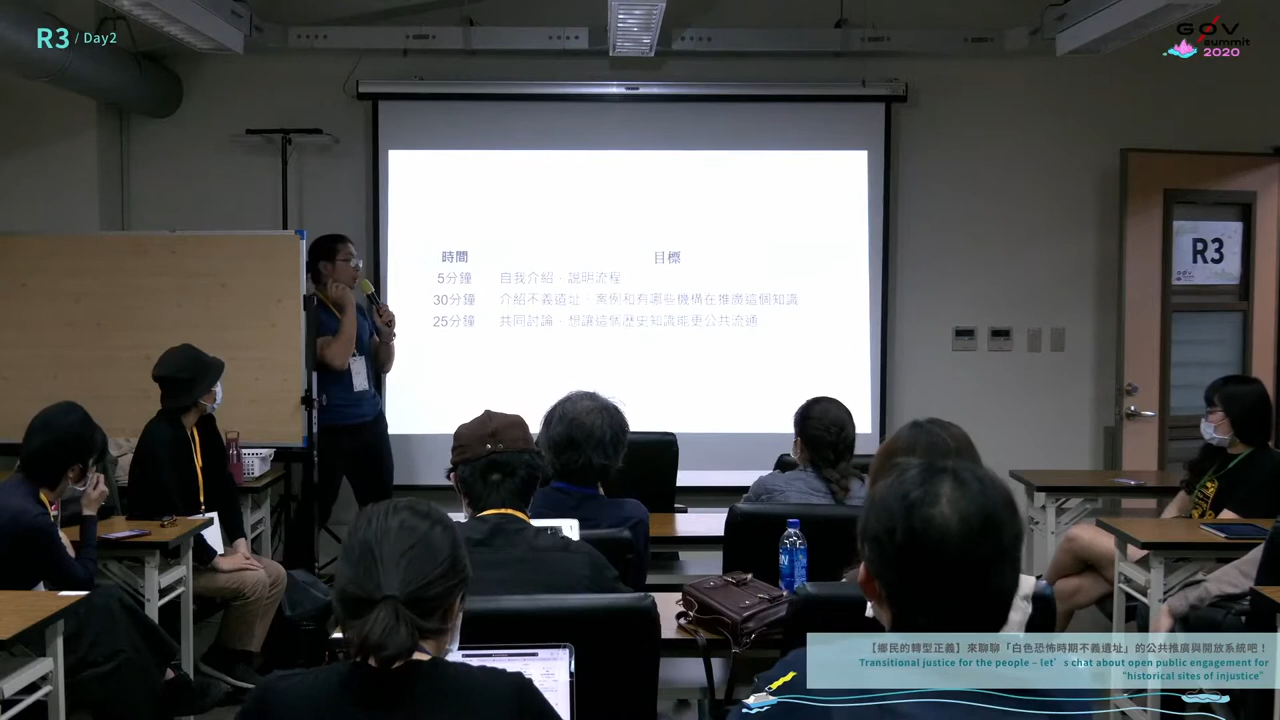 R3 / Day2
G0V
summit
2020
時間 目標
5分鐘 自我介紹、說明流程
30分鐘 介紹不義遺址、案例和有哪些機構在推廣這個知識
25分鐘 共同討論，想讓這個歷史知識能更公共流通
R3
【鄉民的轉型正義】來聊聊「白色恐怖時期不義遺址」的公共推廣與開放系統吧！
Transitional justice for the people – let’s chat about open public engagement for
“historical sites of injustice”